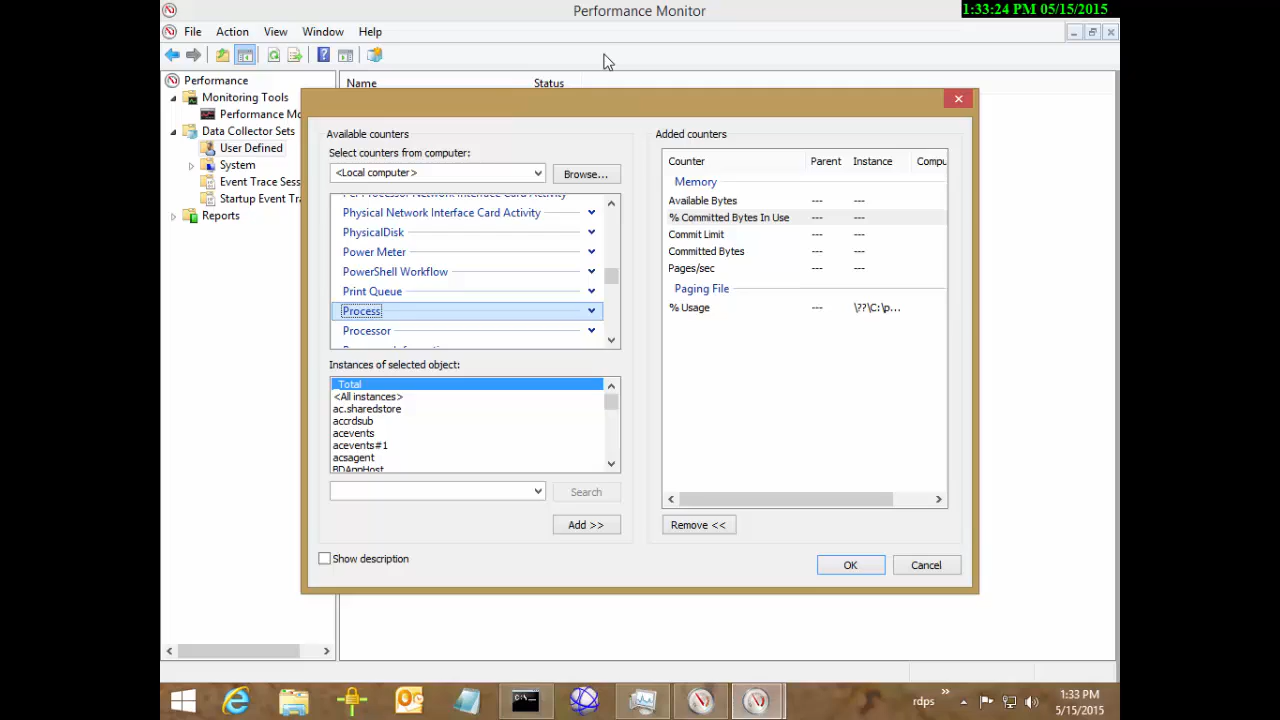 Performance Monitor
1:33:24 PM 05/15/2015
File Action View Window Help
Performance
Monitoring Tools
Performance Mo
Data Collector Sets
User Defined
System
Event Trace Sess
Startup Event Tra
Reports
Name Status
Available counters
Select counters from computer:
<Local computer>
Browse...
Physical Network Interface Card Activity
PhysicalDisk
Power Meter
PowerShell Workflow
Print Queue
Process
Processor
Instances of selected object:
_Total
<All instances>
ac.sharedstore
accrdsub
acevents
acevents#1
acsagent
BDAppHost
Search
Add >>
Show description
Added counters
Counter Parent Instance Compu
Memory
Available Bytes --- ---
% Committed Bytes In Use --- ---
Commit Limit --- ---
Committed Bytes --- ---
Pages/sec --- ---
Paging File
% Usage --- \??\C:\p...
Remove <<
OK
Cancel
C:\_
rdps
1:33 PM
5/15/2015